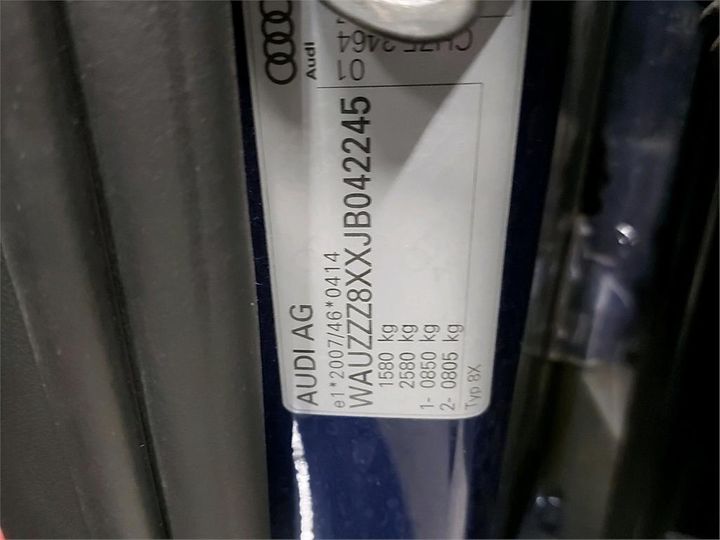 AUDI AG
e1*2007/46*0414
WAUZZZ8XXJB042245
1580 kg
2580 kg
1- 0850 kg
2- 0805 kg
Typ 8X
Audi
01